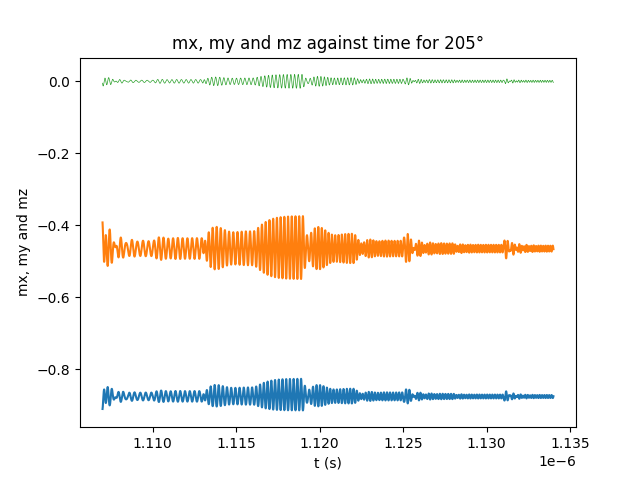 mx, my and mz against time for 205°
mx, my and mz
0.0
−0.2
−0.4
−0.6
−0.8
1.110 1.115 1.120 1.125 1.130 1.135
1e−6
t (s)